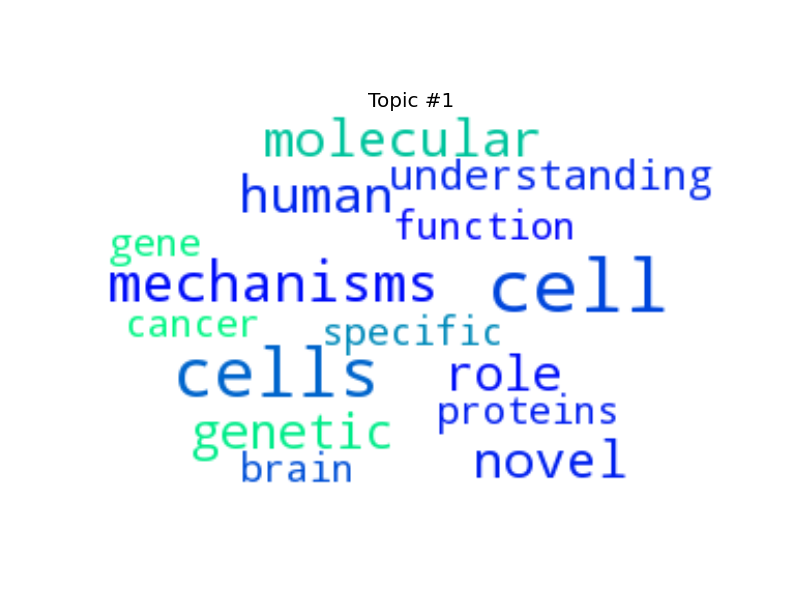 Topic #1
molecular
understanding
human
function
gene
mechanisms
cell
cancer
specific
cells
role
proteins
genetic
novel
brain